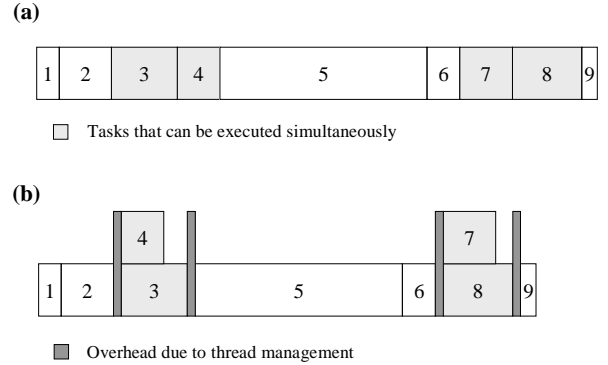 (a)
1 2 3 4 5 6 7 8 9
Tasks that can be executed simultaneously
(b)
4 7
1 2 3 5 6 8 9
Overhead due to thread management